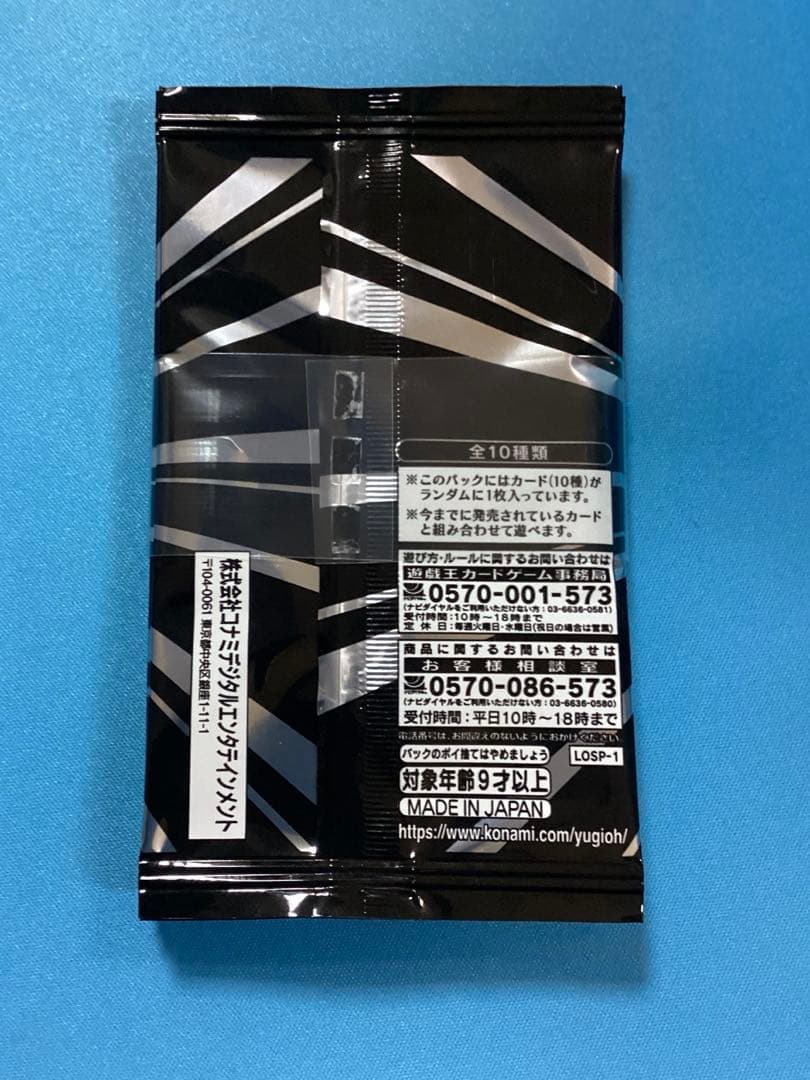 全10種類
※このパックにはカード(10種)が
ランダムに1枚入っています。
※今までに発売されているカード
と組み合わせて遊べます。
遊び方・ルールに関するお問い合わせは
遊戯王カードゲーム事務局
0570-001-573
(ナビダイヤルをご利用いただけない方:03-6636-0581)
受付時間:10時~18時まで
定休日:毎週火曜日・水曜日(祝日の場合は営業)
商品に関するお問い合わせは
お客様相談室
0570-086-573
(ナビダイヤルをご利用いただけない方:03-6636-0580)
受付時間:平日10時~18時まで
電話番号は、お間違えのないようにおかけください。
パックのポイ捨てはやめましょう
LOSP-1
対象年齢9才以上
MADE IN JAPAN
https://www.konami.com/yugioh/
株式会社コナミデジタルエンタテインメント
〒104-0061 東京都中央区銀座1-11-1